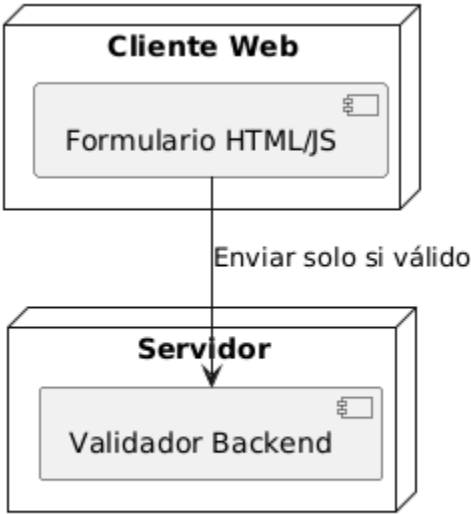 Cliente Web
Formulario HTML/JS
Enviar solo si válido
Servidor
Validador Backend